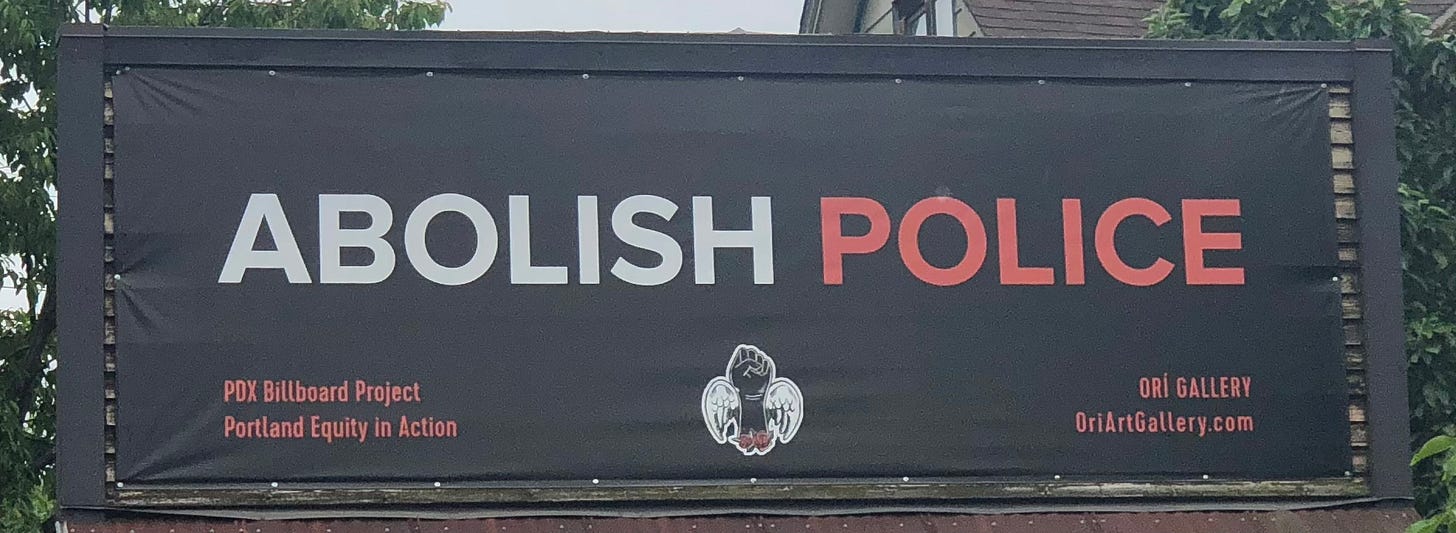 ABOLISH POLICE
PDX Billboard Project
Portland Equity in Action
ORÍ GALLERY
OriArtGallery.com